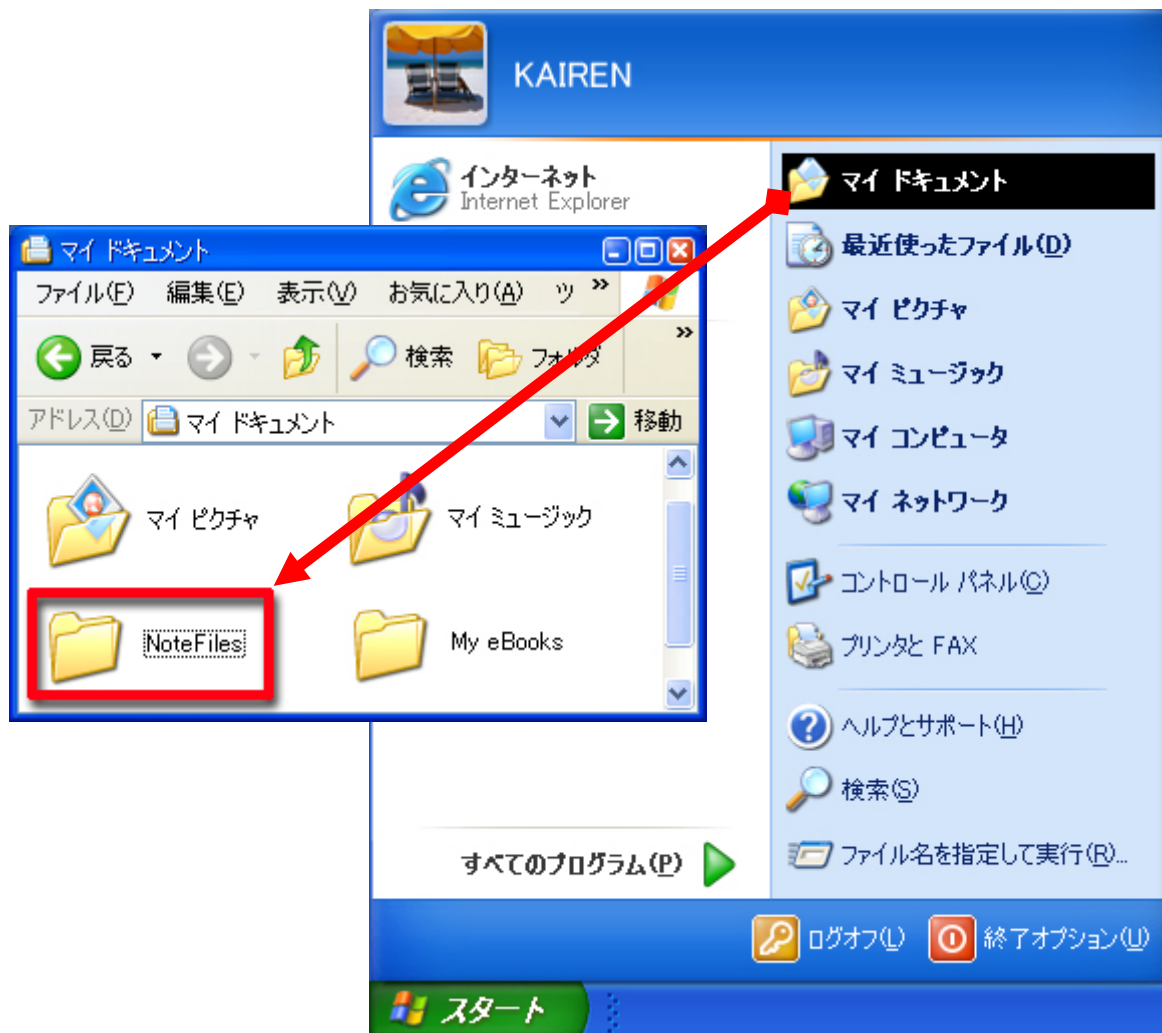 KAIREN
インターネット
Internet Explorer
マイ ドキュメント
最近使ったファイル(D)
マイ ピクチャ
マイ ミュージック
マイ コンピュータ
マイ ネットワーク
コントロール パネル(C)
プリンタと FAX
ヘルプとサポート(H)
検索(S)
ファイル名を指定して実行(R)...
すべてのプログラム(P)
ログオフ(L) 終了オプション(U)
スタート
マイ ドキュメント
ファイル(F) 編集(E) 表示(V) お気に入り(A) ツ »
戻る 検索 フォルダ »
アドレス(D) マイ ドキュメント 移動
マイ ピクチャ マイ ミュージック
NoteFiles My eBooks